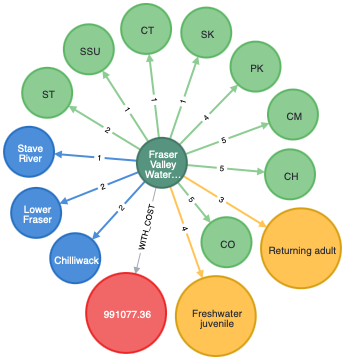 CT
SK
SSU
PK
ST
CM
CH
CO
Stave
River
Lower
Fraser
Chilliwack
Fraser
Valley
Water...
1
1
1
4
2
5
5
1
2
2
5
3
4
WITH_COST
991077.36
Freshwater
juvenile
Returning adult